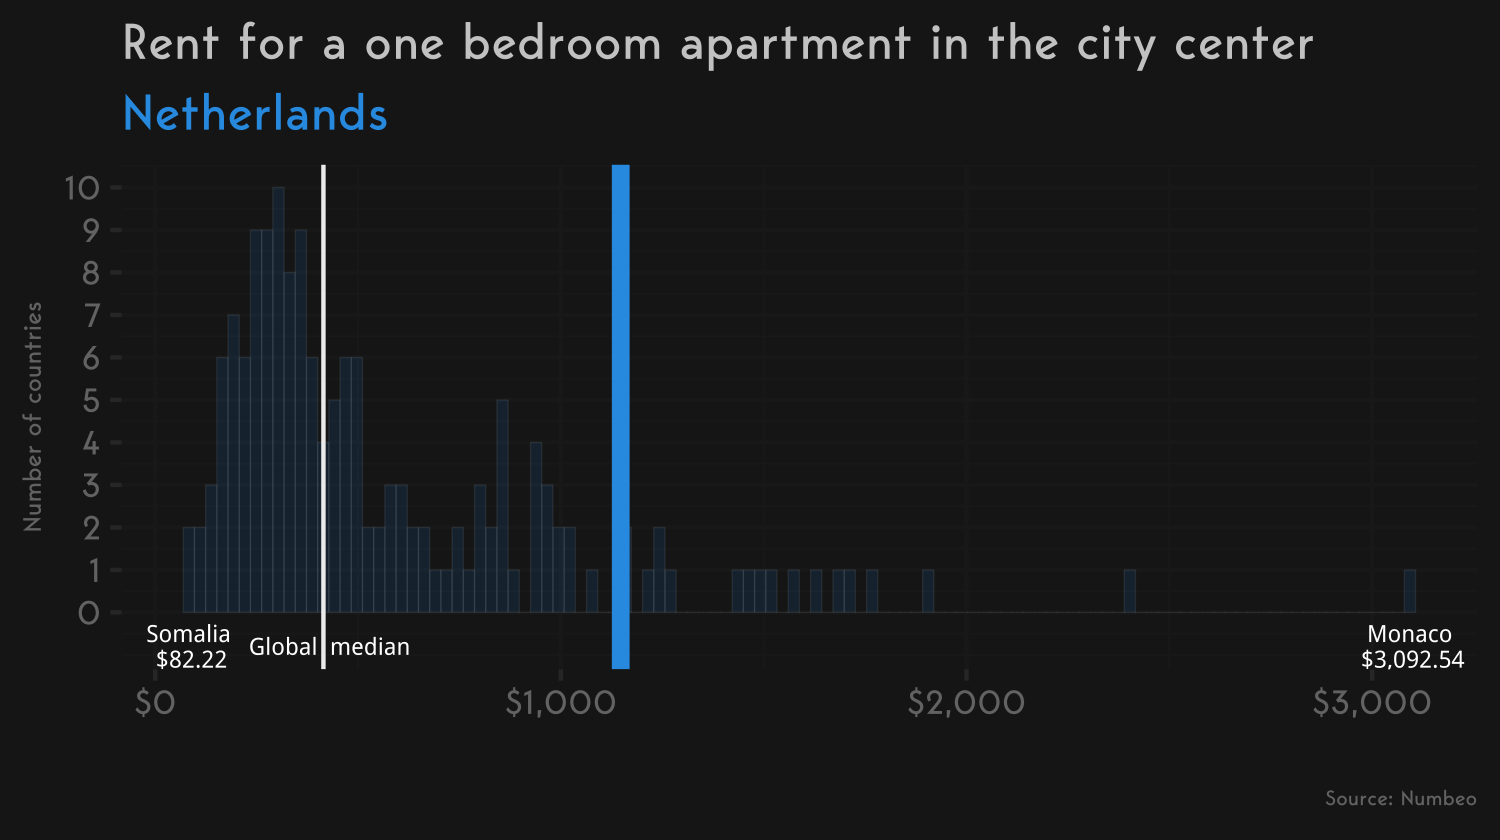 Rent for a one bedroom apartment in the city center
Netherlands
Number of countries
10
9
8
7
6
5
4
3
2
1
0
Somalia
$82.22
Global median
Monaco
$3,092.54
$0 $1,000 $2,000 $3,000
Source: Numbeo